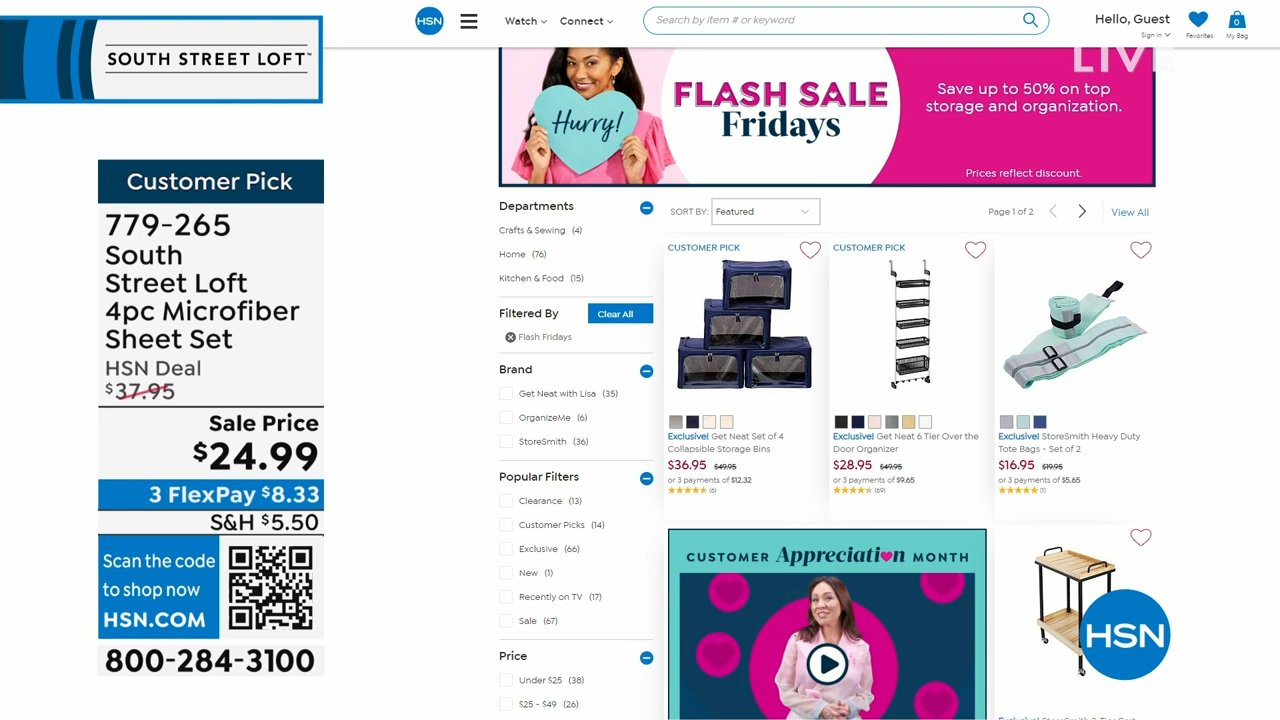 SOUTH STREET LOFT™
Customer Pick
779-265
South
Street Loft
4pc Microfiber
Sheet Set
HSN Deal
$37.95
Sale Price
$24.99
3 FlexPay $8.33
S&H $5.50
Scan the code
to shop now
HSN.COM
800-284-3100
HSN
Watch
Connect
Search by item # or keyword
Hello, Guest
Sign in
Favorites
0
My Bag
LIVE
Hurry!
FLASH SALE
Fridays
Save up to 50% on top
storage and organization.
Prices reflect discount.
Departments
Crafts & Sewing (4)
Home (76)
Kitchen & Food (15)
Filtered By
Clear All
Flash Fridays
Brand
Get Neat with Lisa (35)
OrganizeMe (6)
StoreSmith (36)
Popular Filters
Clearance (13)
Customer Picks (14)
Exclusive (66)
New (1)
Recently on TV (17)
Sale (67)
Price
Under $25 (38)
$25 - $49 (26)
SORT BY: Featured
Page 1 of 2
View All
CUSTOMER PICK
Exclusive! Get Neat Set of 4
Collapsible Storage Bins
$36.95 $49.95
or 3 payments of $12.32
(6)
CUSTOMER PICK
Exclusive! Get Neat 6 Tier Over the
Door Organizer
$28.95 $49.95
or 3 payments of $9.65
(69)
Exclusive! StoreSmith Heavy Duty
Tote Bags - Set of 2
$16.95 $19.95
or 3 payments of $5.65
(1)
CUSTOMER Appreciation MONTH
HSN